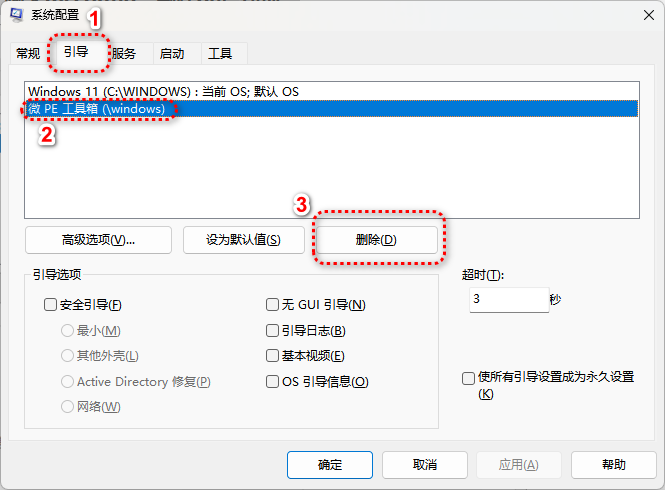 系统配置
1
常规 引导 服务 启动 工具
Windows 11 (C:\WINDOWS) : 当前 OS; 默认 OS
微 PE 工具箱 (\windows)
2
3
高级选项(V)... 设为默认值(S) 删除(D)
引导选项
超时(T):
安全引导(F) 无 GUI 引导(N)
3 秒
最小(M) 引导日志(B)
其他外壳(L) 基本视频(E)
Active Directory 修复(P) OS 引导信息(O)
使所有引导设置成为永久设置
(K)
网络(W)
确定 取消 应用(A) 帮助